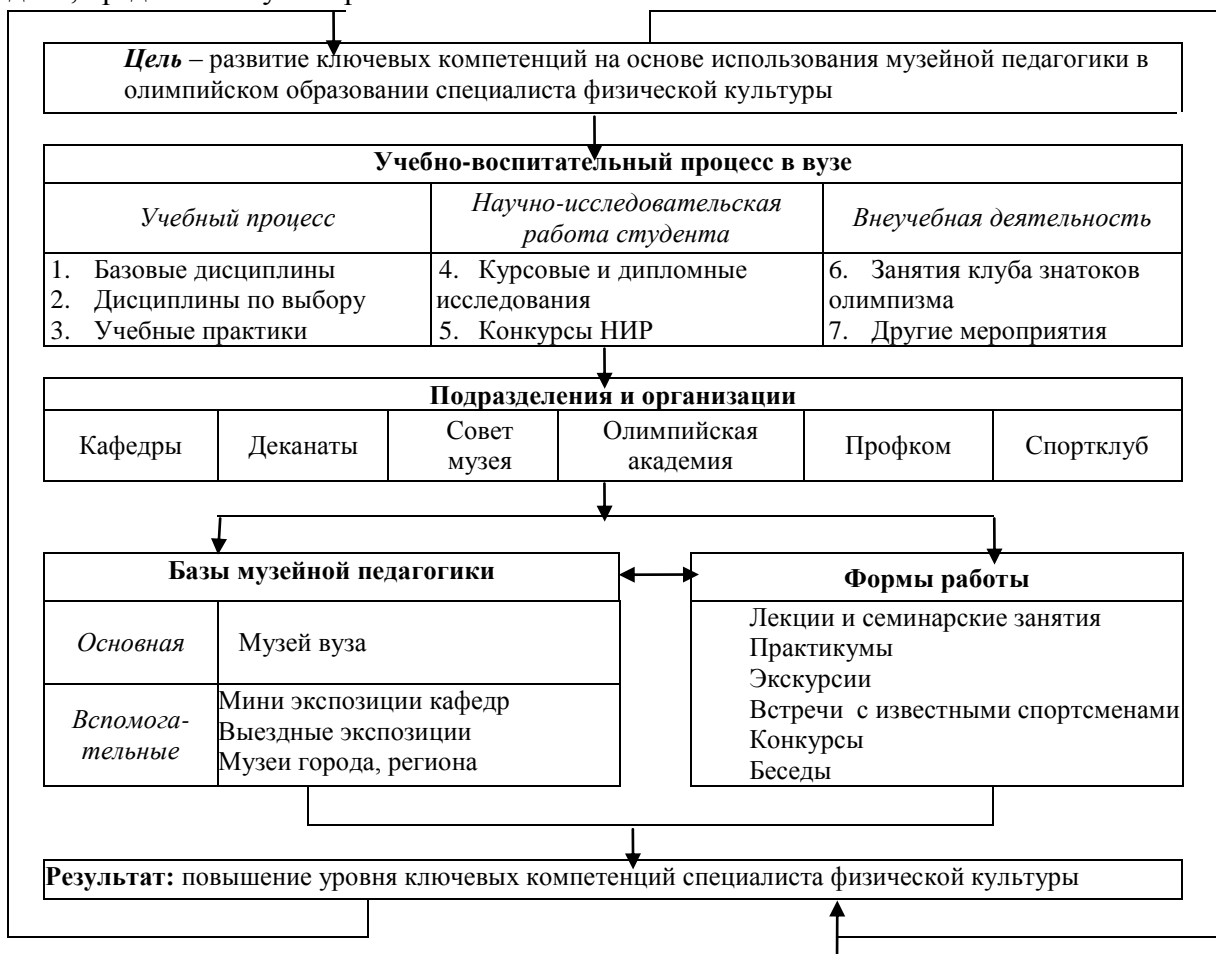 Цель – развитие ключевых компетенций на основе использования музейной педагогики в
олимпийском образовании специалиста физической культуры
Учебно-воспитательный процесс в вузе
Учебный процесс
Научно-исследовательская
работа студента
Внеучебная деятельность
1. Базовые дисциплины
2. Дисциплины по выбору
3. Учебные практики
4. Курсовые и дипломные
исследования
5. Конкурсы НИР
6. Занятия клуба знатоков
олимпизма
7. Другие мероприятия
Подразделения и организации
Кафедры
Деканаты
Совет
музея
Олимпийская
академия
Профком
Спортклуб
Базы музейной педагогики
Основная
Музей вуза
Вспомога-
тельные
Мини экспозиции кафедр
Выездные экспозиции
Музеи города, региона
Формы работы
Лекции и семинарские занятия
Практикумы
Экскурсии
Встречи с известными спортсменами
Конкурсы
Беседы
Результат: повышение уровня ключевых компетенций специалиста физической культуры